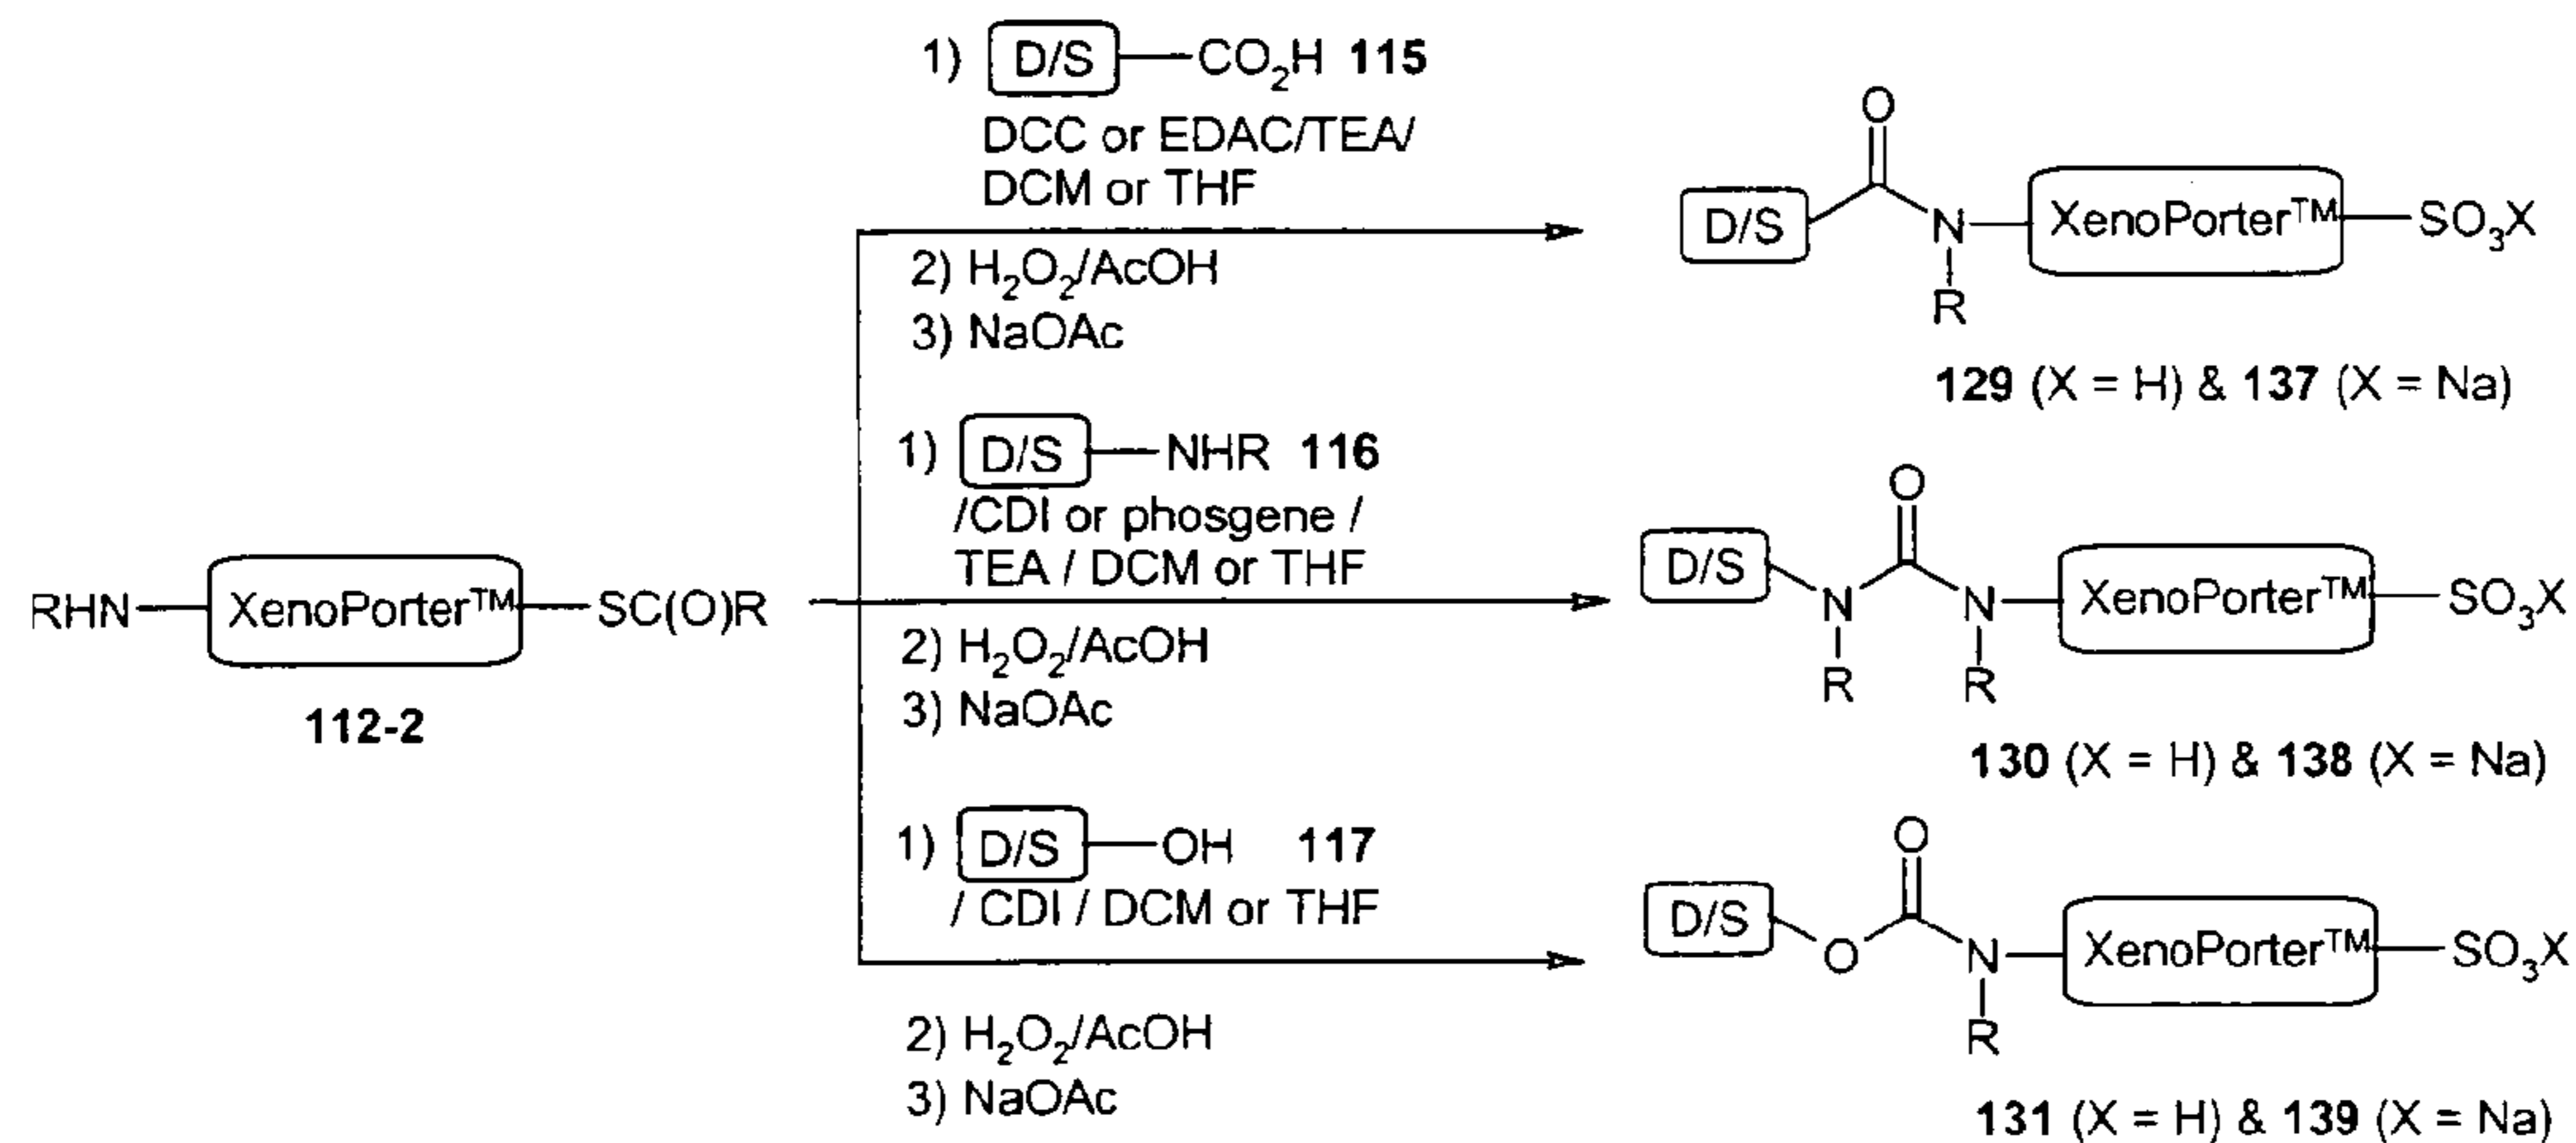 1) D/S—CO₂H 115
DCC or EDAC/TEA/
DCM or THF
2) H₂O₂/AcOH
3) NaOAc
O
D/S N XenoPorter™ SO₃X
R
129 (X = H) & 137 (X = Na)
RHN XenoPorter™ SC(O)R
112-2
1) D/S—NHR 116
/CDI or phosgene /
TEA / DCM or THF
2) H₂O₂/AcOH
3) NaOAc
O
D/S N N XenoPorter™ SO₃X
R R
130 (X = H) & 138 (X = Na)
1) D/S—OH 117
/ CDI / DCM or THF
2) H₂O₂/AcOH
3) NaOAc
O
D/S O N XenoPorter™ SO₃X
R
131 (X = H) & 139 (X = Na)